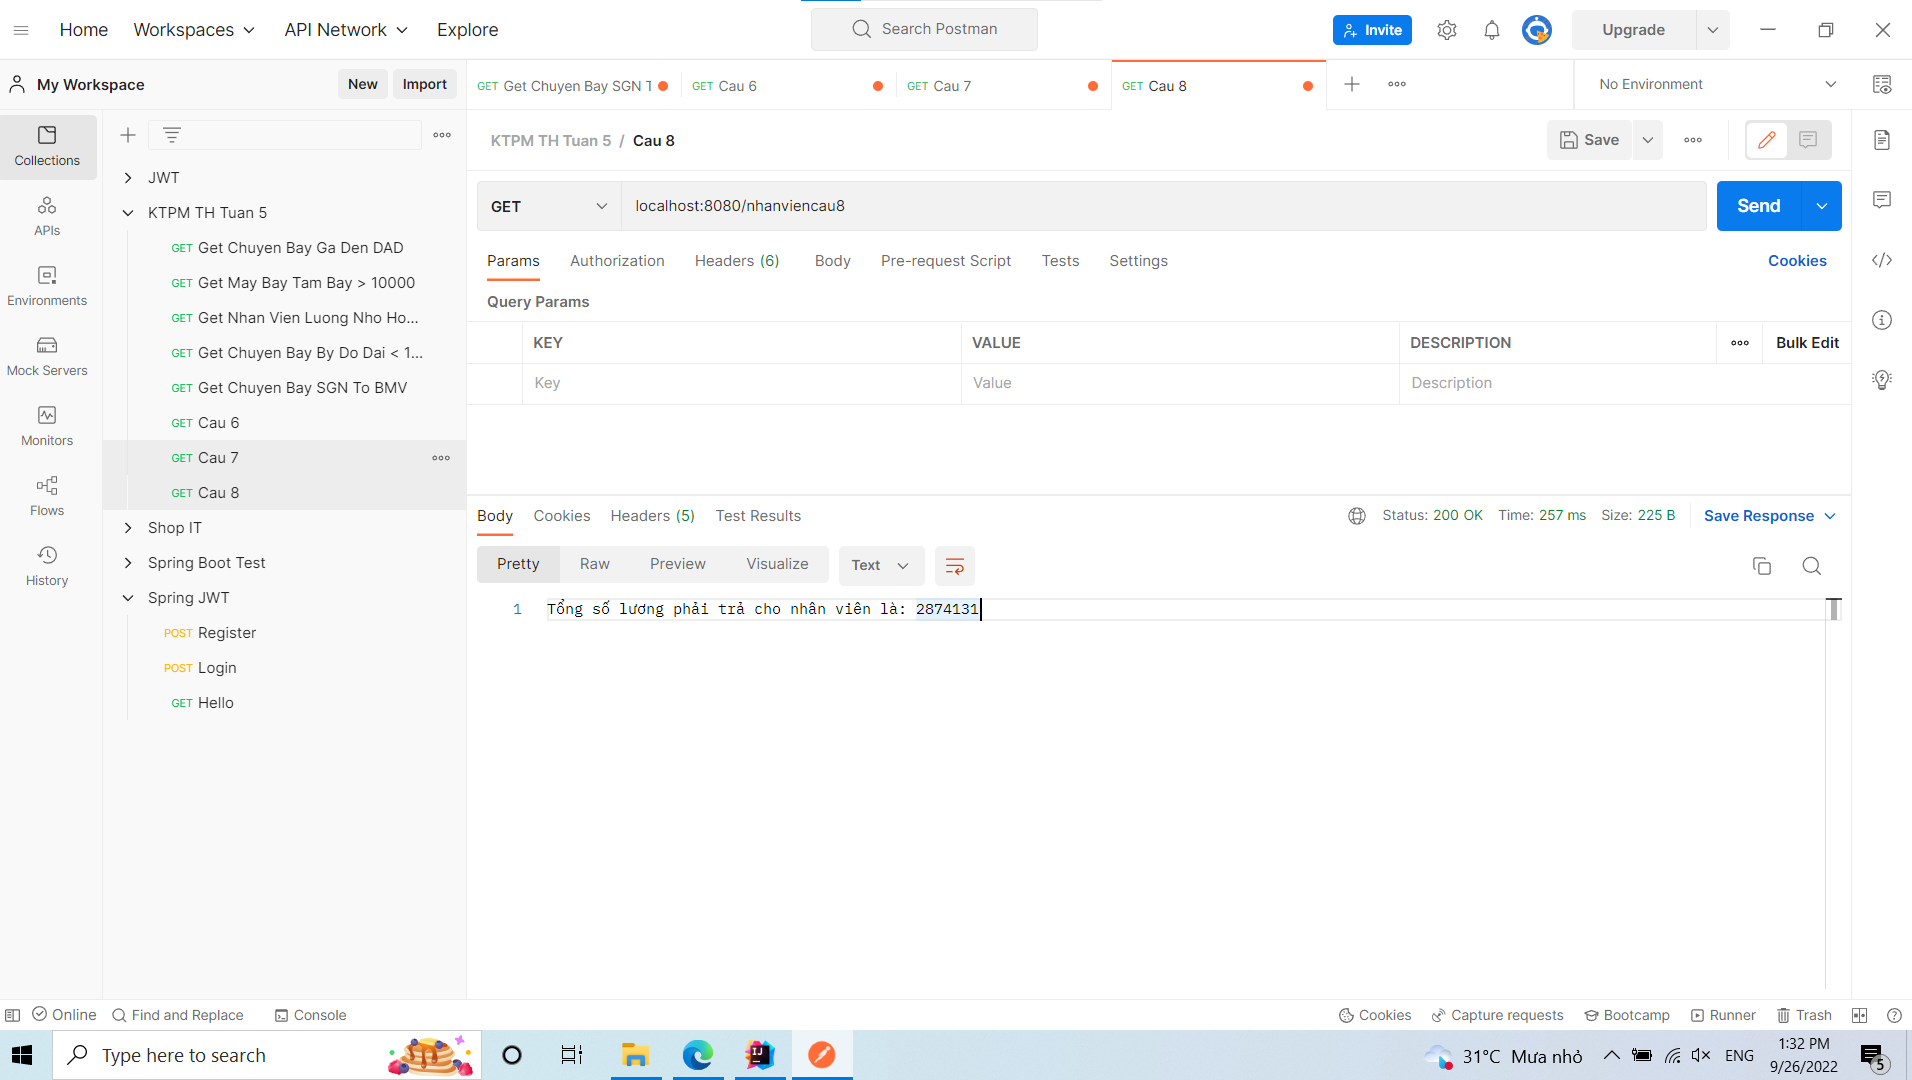 Home
Workspaces
API Network
Explore
Search Postman
Invite
Upgrade
My Workspace
New
Import
GET Get Chuyen Bay SGN T
GET Cau 6
GET Cau 7
GET Cau 8
No Environment
Collections
APIs
Environments
Mock Servers
Monitors
Flows
History
JWT
KTPM TH Tuan 5
GET Get Chuyen Bay Ga Den DAD
GET Get May Bay Tam Bay > 10000
GET Get Nhan Vien Luong Nho Ho...
GET Get Chuyen Bay By Do Dai < 1...
GET Get Chuyen Bay SGN To BMV
GET Cau 6
GET Cau 7
GET Cau 8
Shop IT
Spring Boot Test
Spring JWT
POST Register
POST Login
GET Hello
KTPM TH Tuan 5 / Cau 8
Save
GET
localhost:8080/nhanviencau8
Send
Params
Authorization
Headers (6)
Body
Pre-request Script
Tests
Settings
Cookies
Query Params
KEY
VALUE
DESCRIPTION
Bulk Edit
Key
Value
Description
Body
Cookies
Headers (5)
Test Results
Status: 200 OK
Time: 257 ms
Size: 225 B
Save Response
Pretty
Raw
Preview
Visualize
Text
1
Tổng số lương phải trả cho nhân viên là: 2874131
Online
Find and Replace
Console
Cookies
Capture requests
Bootcamp
Runner
Trash
Type here to search
31°C Mưa nhỏ
ENG
1:32 PM
9/26/2022
5